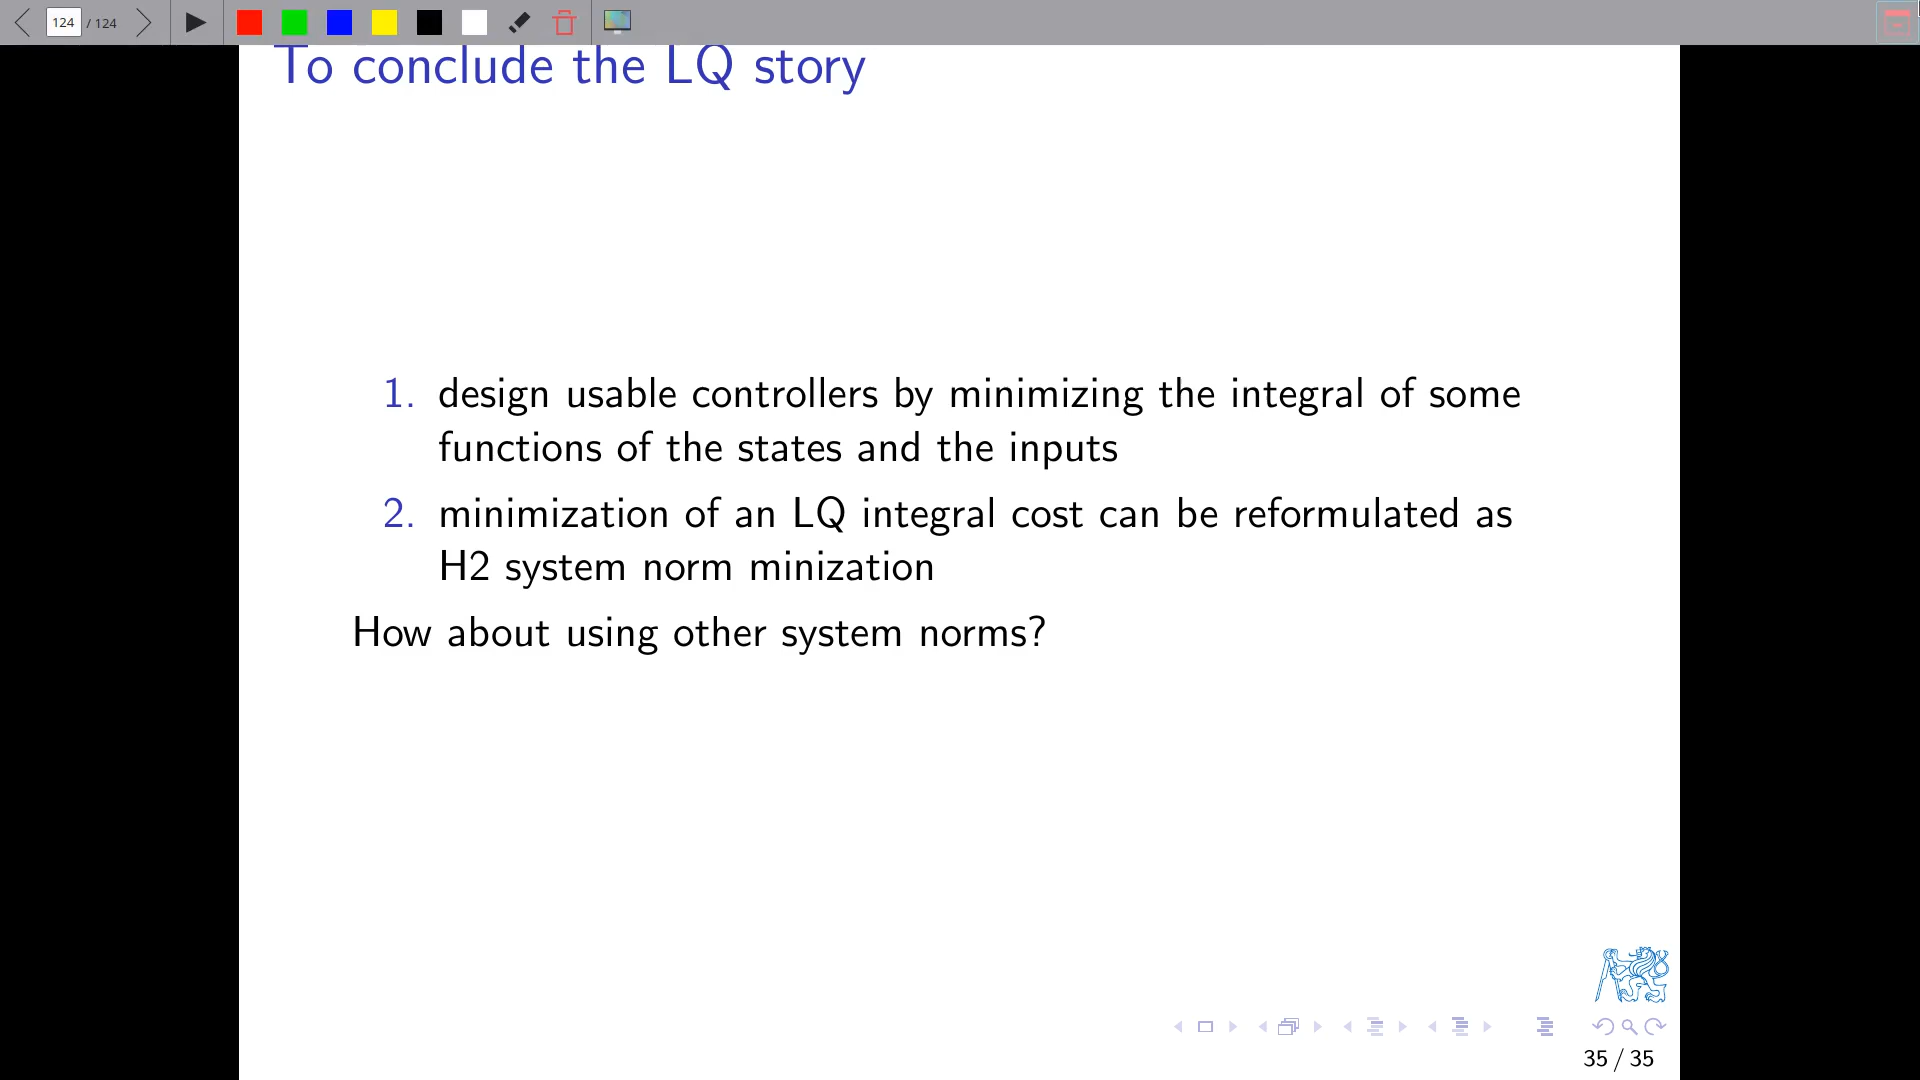 124 / 124
To conclude the LQ story
1. design usable controllers by minimizing the integral of some
functions of the states and the inputs
2. minimization of an LQ integral cost can be reformulated as
H2 system norm minization
How about using other system norms?
35 / 35